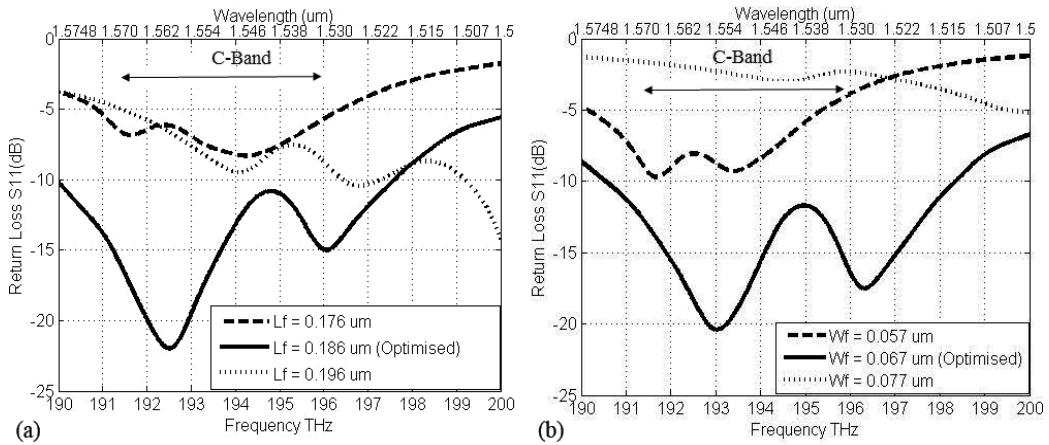 Wavelength (um)
1.5748 1.570 1.562 1.554 1.546 1.538 1.530 1.522 1.515 1.507 1.5
0
-5
-10
-15
-20
-25
Return Loss S11(dB)
C-Band
Lf = 0.176 um
Lf = 0.186 um (Optimised)
Lf = 0.196 um
190 191 192 193 194 195 196 197 198 199 200
Frequency THz
(a)
Wavelength (um)
1.5748 1.570 1.562 1.554 1.546 1.538 1.530 1.522 1.515 1.507 1.5
0
-5
-10
-15
-20
-25
Return Loss S11(dB)
C-Band
Wf = 0.057 um
Wf = 0.067 um (Optimised)
Wf = 0.077 um
190 191 192 193 194 195 196 197 198 199 200
Frequency THz
(b)